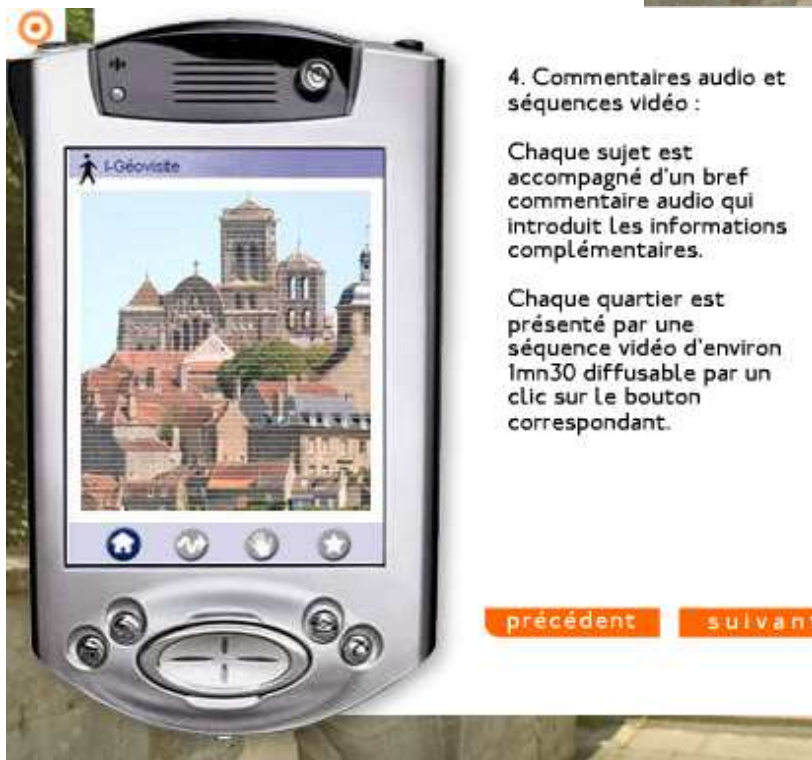 I-Géovisite
4. Commentaires audio et
séquences vidéo :
Chaque sujet est
accompagné d'un bref
commentaire audio qui
introduit les informations
complémentaires.
Chaque quartier est
présenté par une
séquence vidéo d'environ
1mn30 diffusable par un
clic sur le bouton
correspondant.
précédent suivant